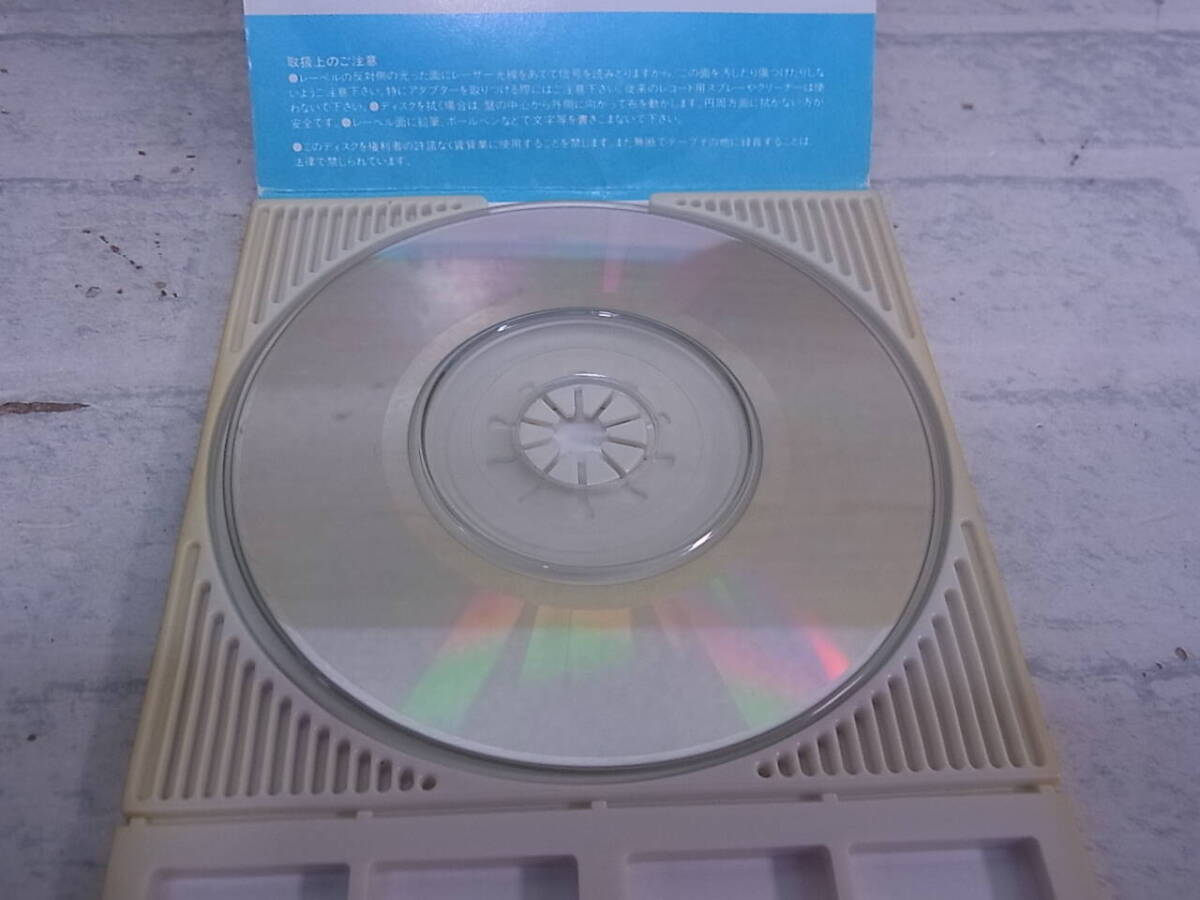 取扱上のご注意
●レーベルの反対側の光った面にレーザー光線をあてて信号を読みとりますから、この面を汚したり傷つけたりしな
いようご注意下さい。特にアダプターを取りつける際にはご注意下さい。従来のレコード用スプレーやクリーナーは使
わないで下さい。●ディスクを拭く場合は、盤の中心から外側に向かって布を動かします。円周方面に拭かない方が
安全です。●レーベル面に鉛筆、ボールペンなどで文字等を書きこまないで下さい。
●このディスクを権利者の許諾なく賃貸業に使用することを禁じます。また無断でテープその他に録音することは、
法律で禁じられています。